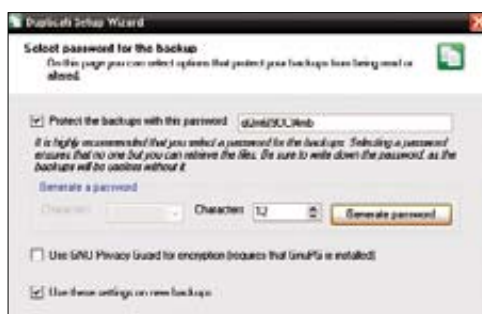 Duplicati Setup Wizard
Select password for the backup
On this page you can select options that protect your backups from being read or
altered.
Protect the backups with this password
It is highly recommended that you select a password for the backups. Selecting a password
ensures that no one but you can retrieve the files. Be sure to write down the password, as the
backups will be useless without it.
Generate a password
Characters Characters 12 Generate password
Use GNU Privacy Guard for encryption (requires that GnuPG is installed)
Use these settings on new backups